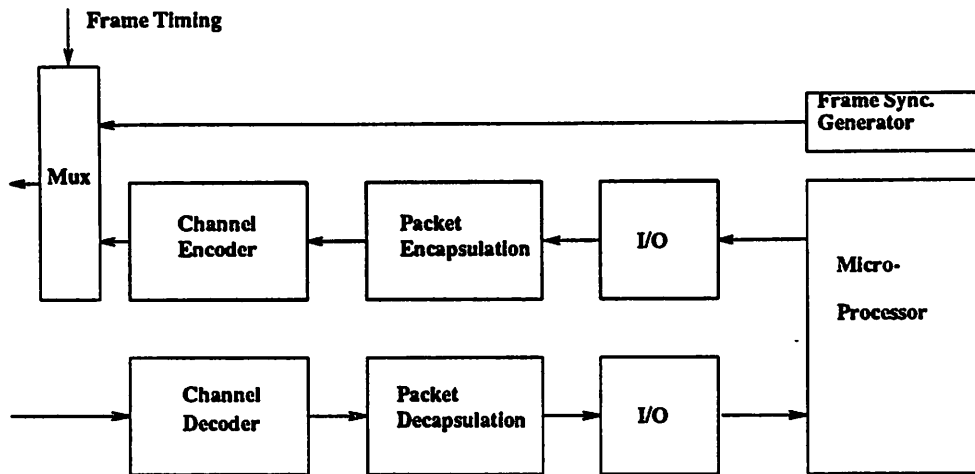 Frame Timing
Frame Sync.
Generator
Mux
Channel
Encoder
Packet
Encapsulation
I/O
Micro-
Processor
Channel
Decoder
Packet
Decapsulation
I/O